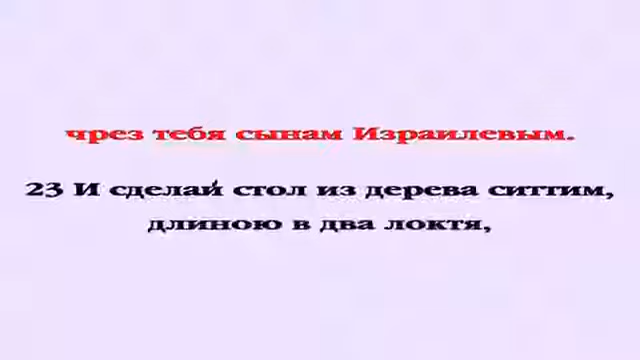 чрез тебя сынам Израилевым.
23 И сделай стол из дерева ситтим,
длиною в два локтя,